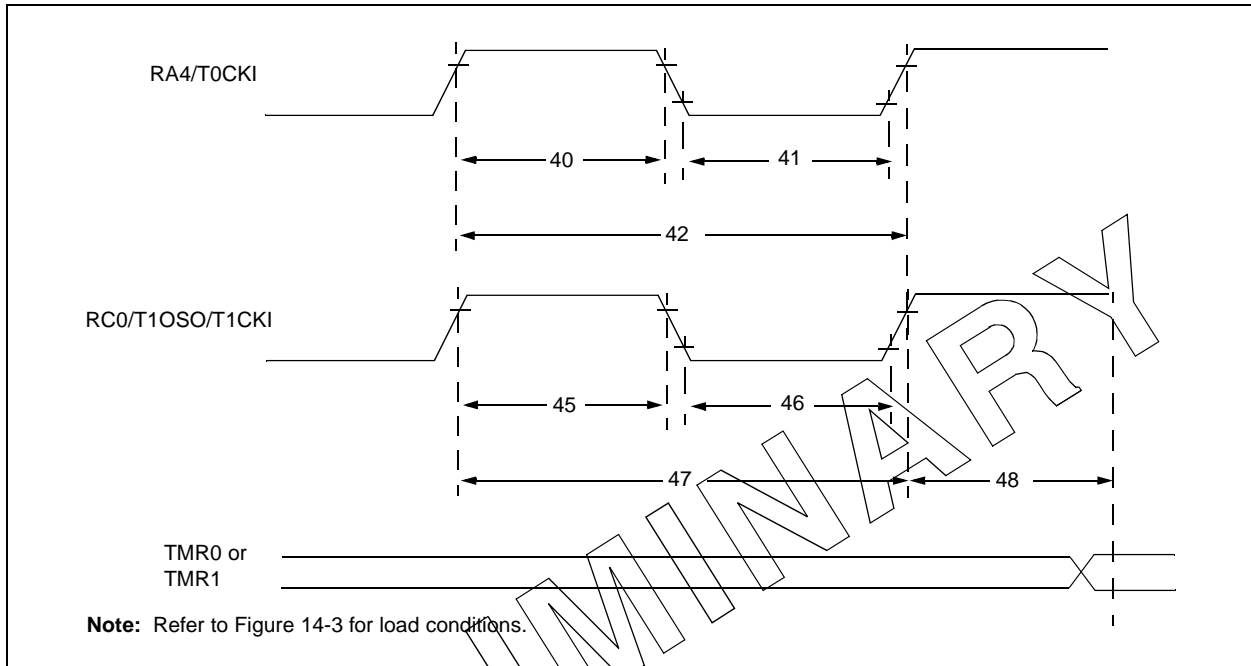 RA4/T0CKI
40
41
42
RC0/T1OSO/T1CKI
45
46
47
48
TMR0 or
TMR1
Note: Refer to Figure 14-3 for load conditions.
IMINARY